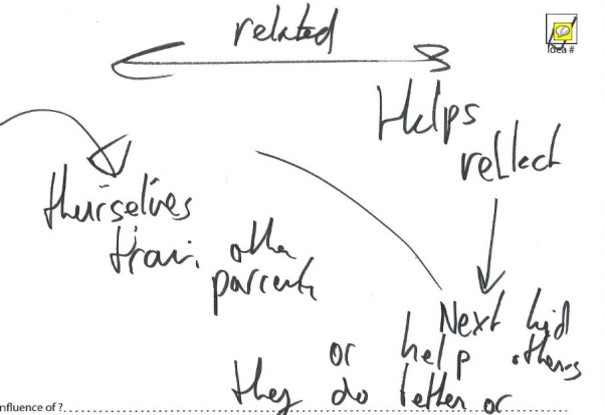 related
Idea #
Helps
reflect
themselves
train other
parents
Next kid
or help others
they do better or
nfluence of ?